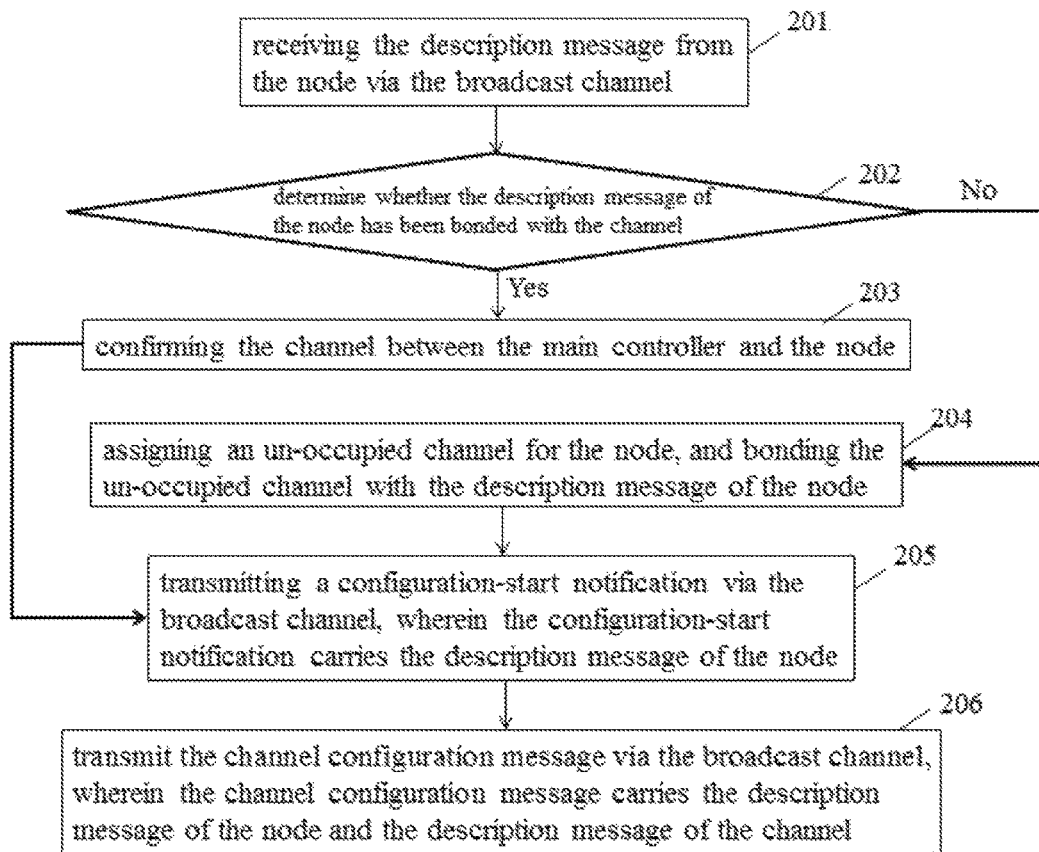 201
receiving the description message from
the node via the broadcast channel
202
No
determine whether the description message of
the node has been bonded with the channel
Yes
203
confirming the channel between the main controller and the node
204
assigning an un-occupied channel for the node, and bonding the
un-occupied channel with the description message of the node
205
transmitting a configuration-start notification via the
broadcast channel, wherein the configuration-start
notification carries the description message of the node
206
transmit the channel configuration message via the broadcast channel,
wherein the channel configuration message carries the description
message of the node and the description message of the channel